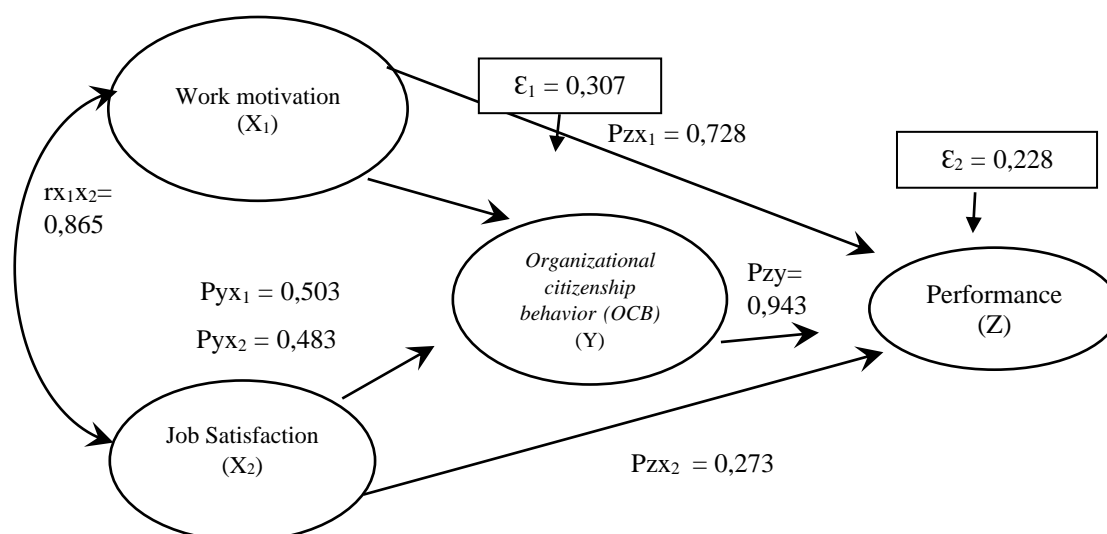 Work motivation
(X₁)
Ɛ₁ = 0,307
Pzx₁ = 0,728
Ɛ₂ = 0,228
rx₁x₂=
0,865
Organizational
citizenship
behavior (OCB)
(Y)
Pzy=
0,943
Performance
(Z)
Pyx₁ = 0,503
Pyx₂ = 0,483
Job Satisfaction
(X₂)
Pzx₂ = 0,273